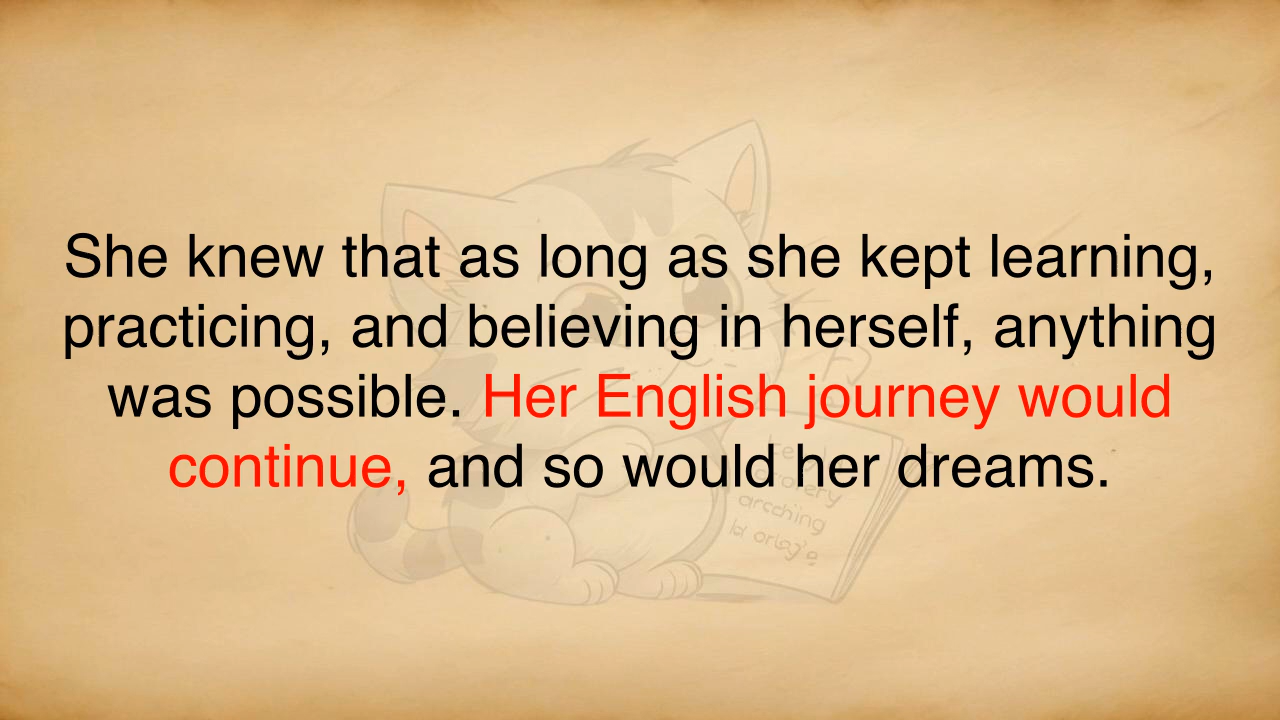 She knew that as long as she kept learning,
practicing, and believing in herself, anything
was possible. Her English journey would
continue, and so would her dreams.